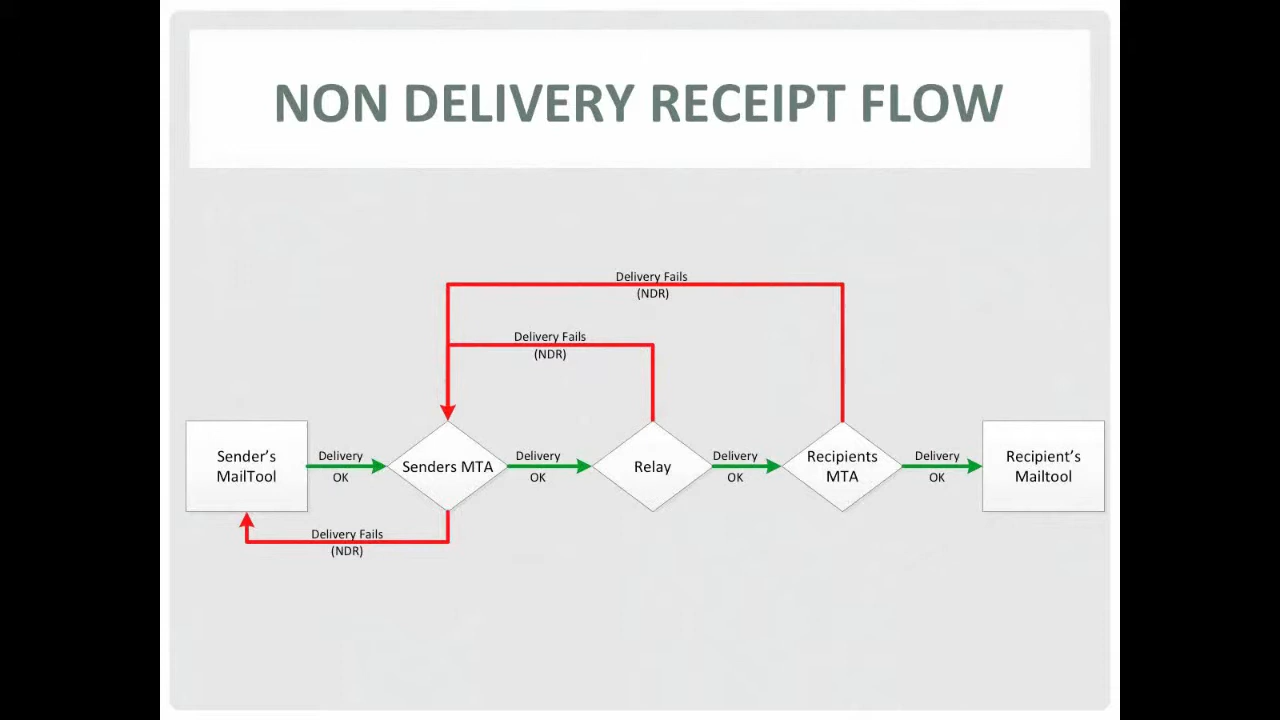 NON DELIVERY RECEIPT FLOW
Delivery Fails
(NDR)
Delivery Fails
(NDR)
Sender’s
MailTool
Delivery
OK
Senders MTA
Delivery
OK
Relay
Delivery
OK
Recipients
MTA
Delivery
OK
Recipient’s
Mailtool
Delivery Fails
(NDR)